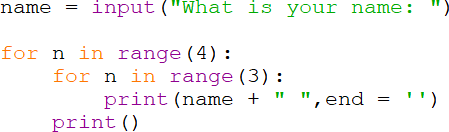 name = input("What is your name: ")
for n in range(4):
    for n in range(3):
        print(name + " ",end = '')
    print()